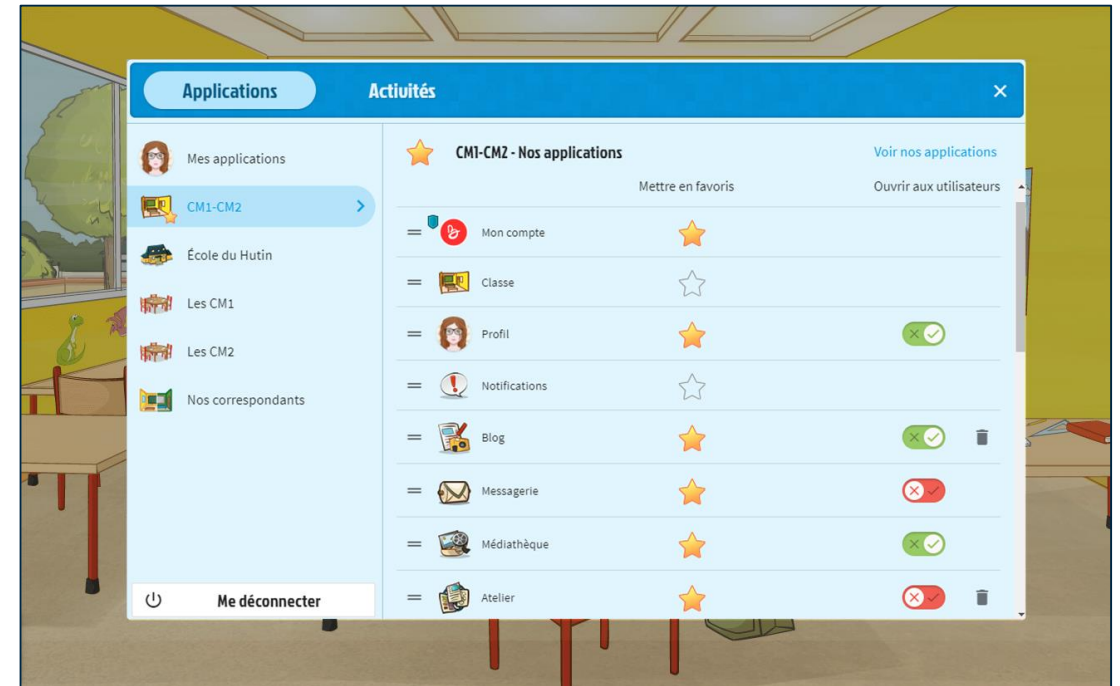 Applications
Activités
Mes applications
CM1-CM2
École du Hutin
Les CM1
Les CM2
Nos correspondants
Me déconnecter
CM1-CM2 - Nos applications
Voir nos applications
Mettre en favoris
Ouvrir aux utilisateurs
Mon compte
Classe
Profil
Notifications
Blog
Messagerie
Médiathèque
Atelier